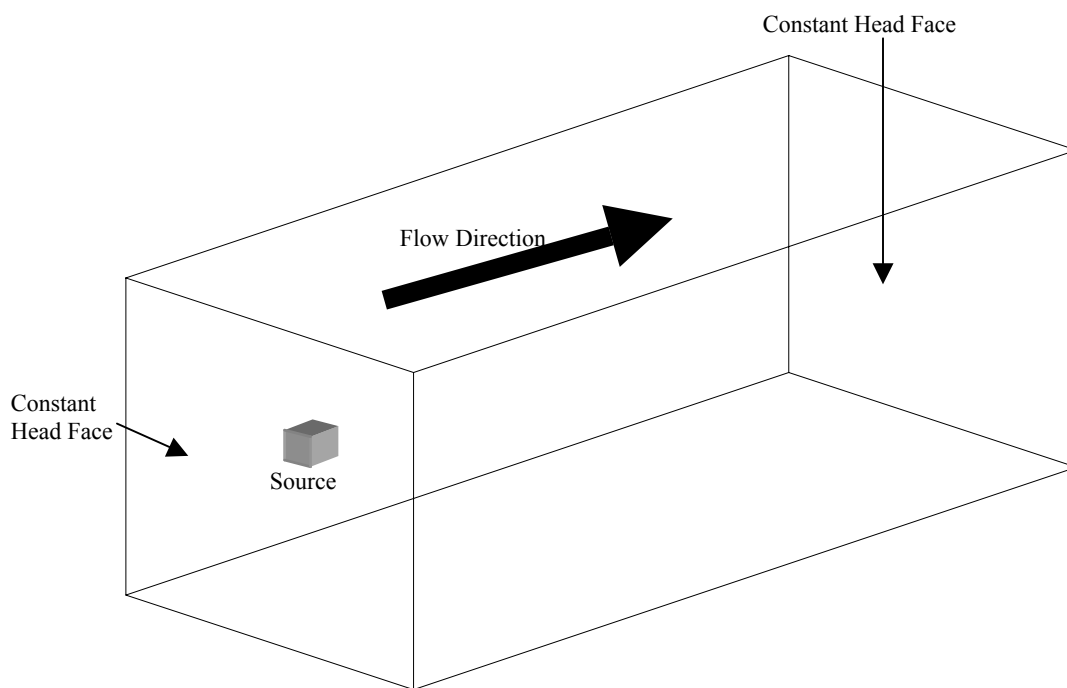 Constant Head Face
Flow Direction
Constant
Head Face
Source